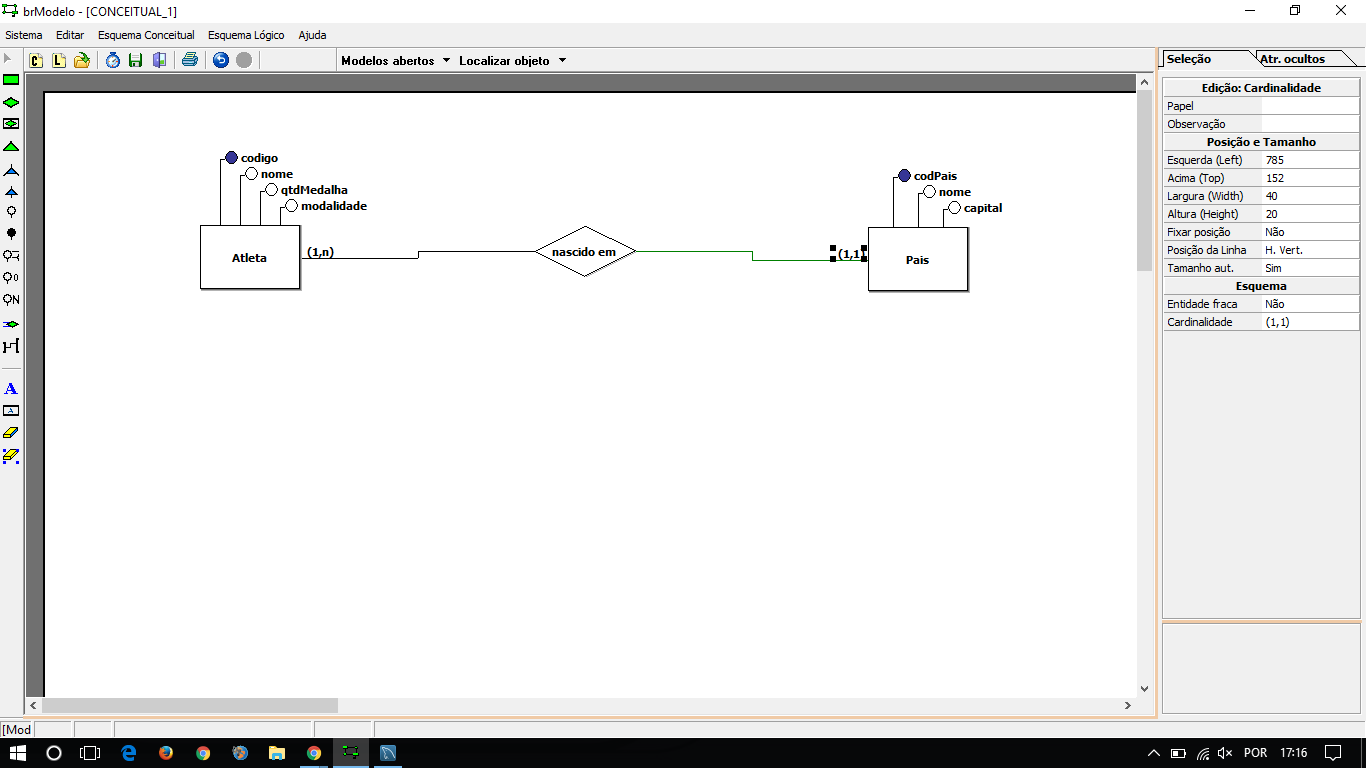 brModelo - [CONCEITUAL_1]
Sistema Editar Esquema Conceitual Esquema Lógico Ajuda
C L Modelos abertos Localizar objeto
Seleção Atr. ocultos
Edição: Cardinalidade
Papel
Observação
Posição e Tamanho
Esquerda (Left) 785
Acima (Top) 152
Largura (Width) 40
Altura (Height) 20
Fixar posição Não
Posição da Linha H. Vert.
Tamanho aut. Sim
Esquema
Entidade fraca Não
Cardinalidade (1,1)
codigo
nome
qtdMedalha
modalidade
Atleta
(1,n)
nascido em
(1,1)
codPais
nome
capital
Pais
0
N
A
A
[Mod
POR 17:16